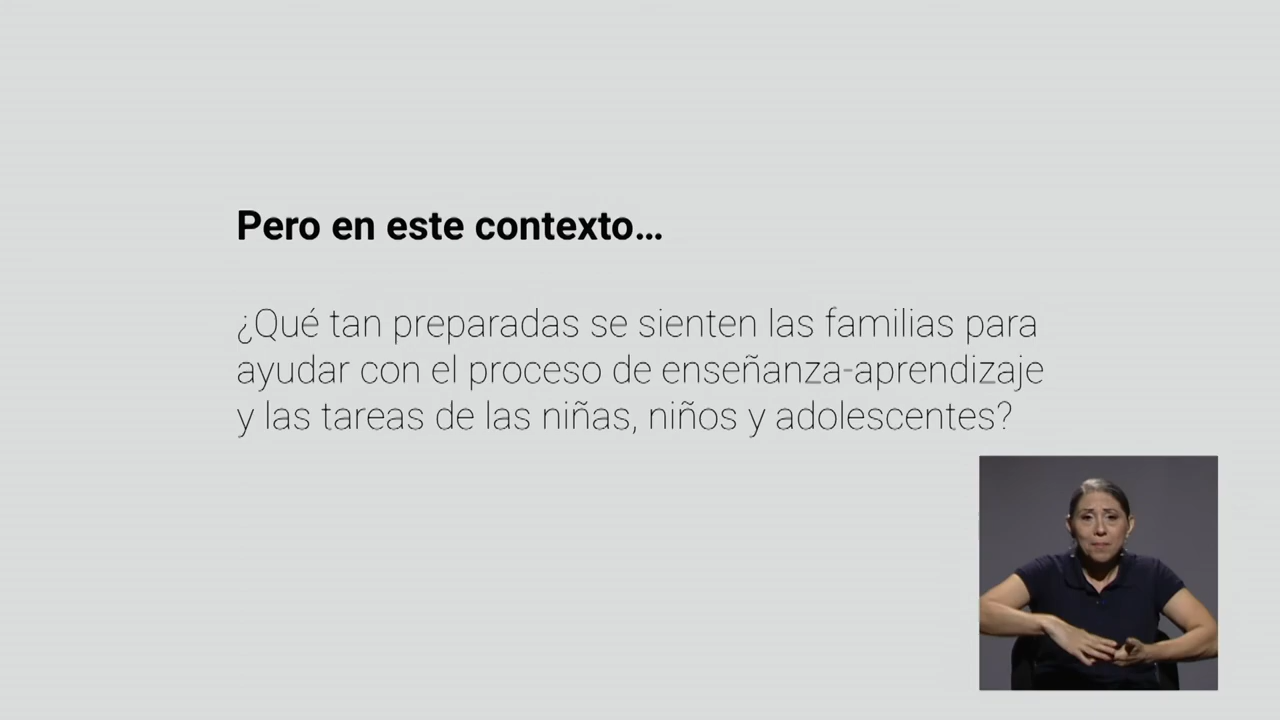 Pero en este contexto...
¿Qué tan preparadas se sienten las familias para
ayudar con el proceso de enseñanza-aprendizaje
y las tareas de las niñas, niños y adolescentes?